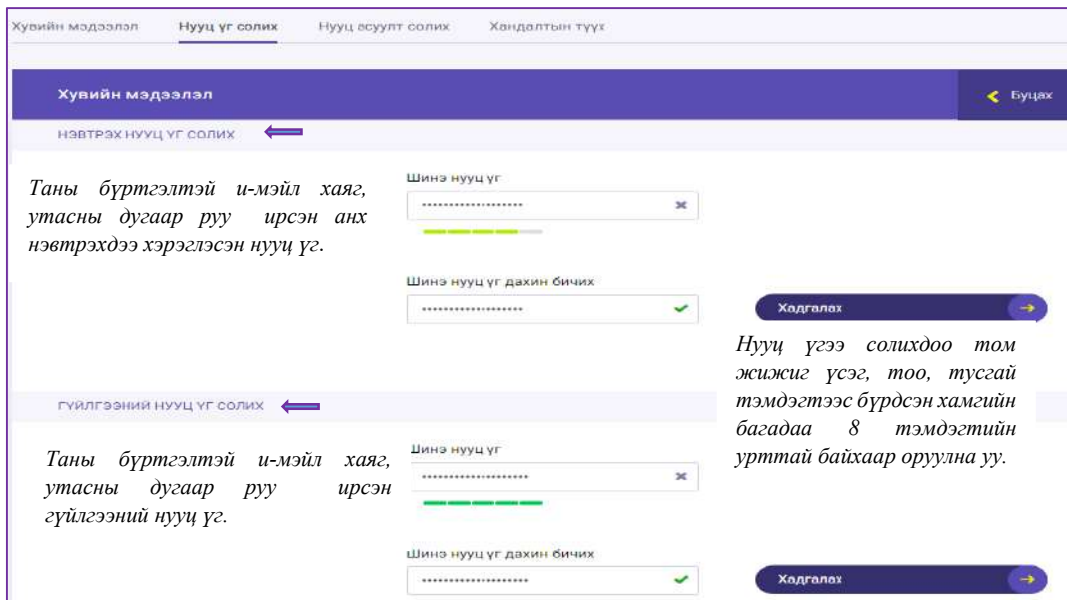 Хувийн мэдээлэл Нууц үг солих Нууц асуулт солих Хандалтын түүх
Хувийн мэдээлэл
Буцах
НЭВТРЭХ НУУЦ ҮГ СОЛИХ
Таны бүртгэлтэй и-мэйл хаяг,
утасны дугаар руу ирсэн анх
нэвтрэхдээ хэрэглэсэн нууц үг.
Шинэ нууц үг
Шинэ нууц үг дахин бичих
Хадгалах
Нууц үгээ солихдоо том
жижиг үсэг, тоо, тусгай
тэмдэгтээс бүрдсэн хамгийн
багадаа 8 тэмдэгтийн
урттай байхаар оруулна уу.
ГҮЙЛГЭЭНИЙ НУУЦ ҮГ СОЛИХ
Таны бүртгэлтэй и-мэйл хаяг,
утасны дугаар руу ирсэн
гүйлгээний нууц үг.
Шинэ нууц үг
Шинэ нууц үг дахин бичих
Хадгалах